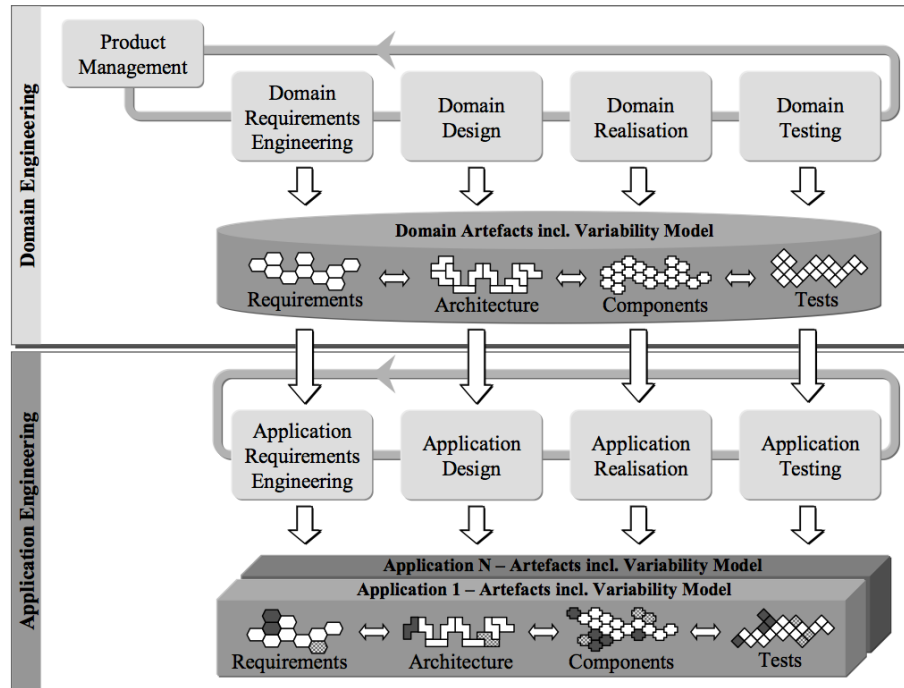 Domain Engineering
Product
Management
Domain
Requirements
Engineering
Domain
Design
Domain
Realisation
Domain
Testing
Domain Artefacts incl. Variability Model
Requirements
Architecture
Components
Tests
Application Engineering
Application
Requirements
Engineering
Application
Design
Application
Realisation
Application
Testing
Application N – Artefacts incl. Variability Model
Application 1 – Artefacts incl. Variability Model
Requirements
Architecture
Components
Tests